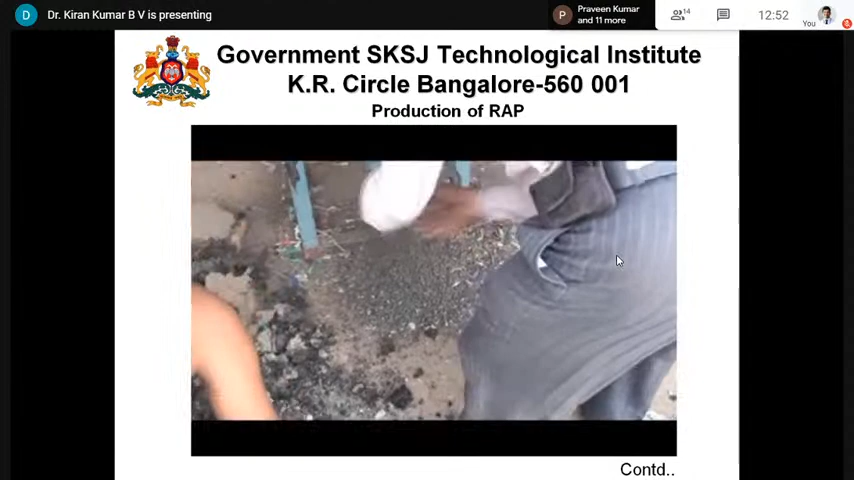 D
Dr. Kiran Kumar B V is presenting
P
Praveen Kumar
and 11 more
14
12:52
You
Government SKSJ Technological Institute
K.R. Circle Bangalore-560 001
Production of RAP
Contd..